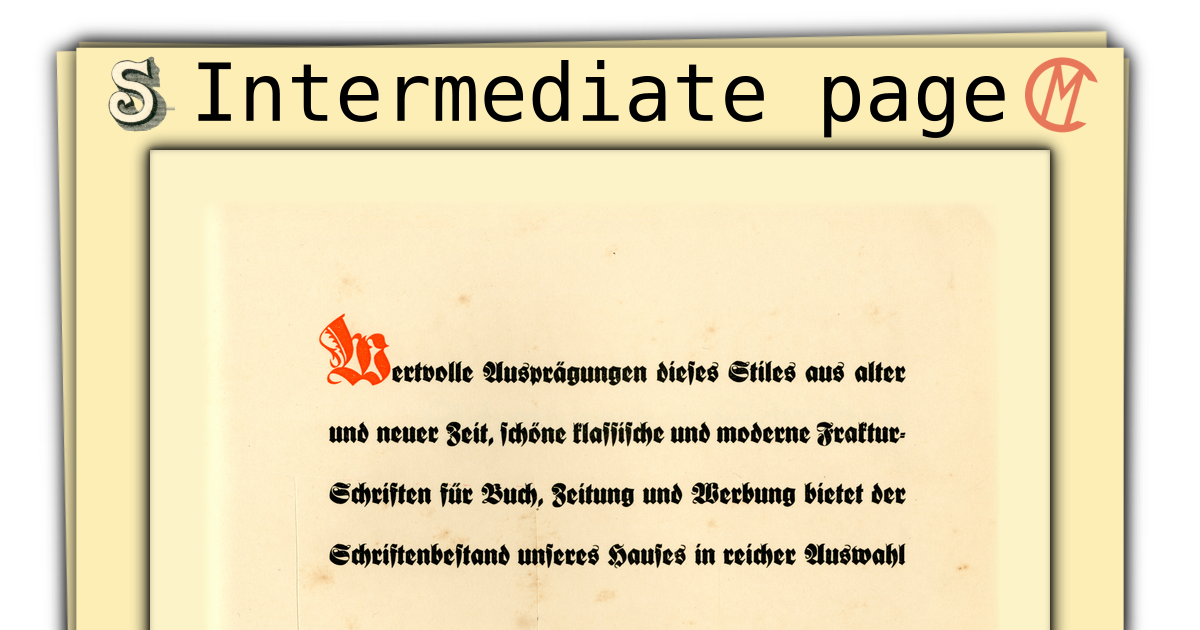 S Intermediate page CM
Wertvolle Ausprägungen dieses Stiles aus alter
und neuer Zeit, schöne klassische und moderne Fraktur-
Schriften für Buch, Zeitung und Werbung bietet der
Schriftenbestand unseres Hauses in reicher Auswahl